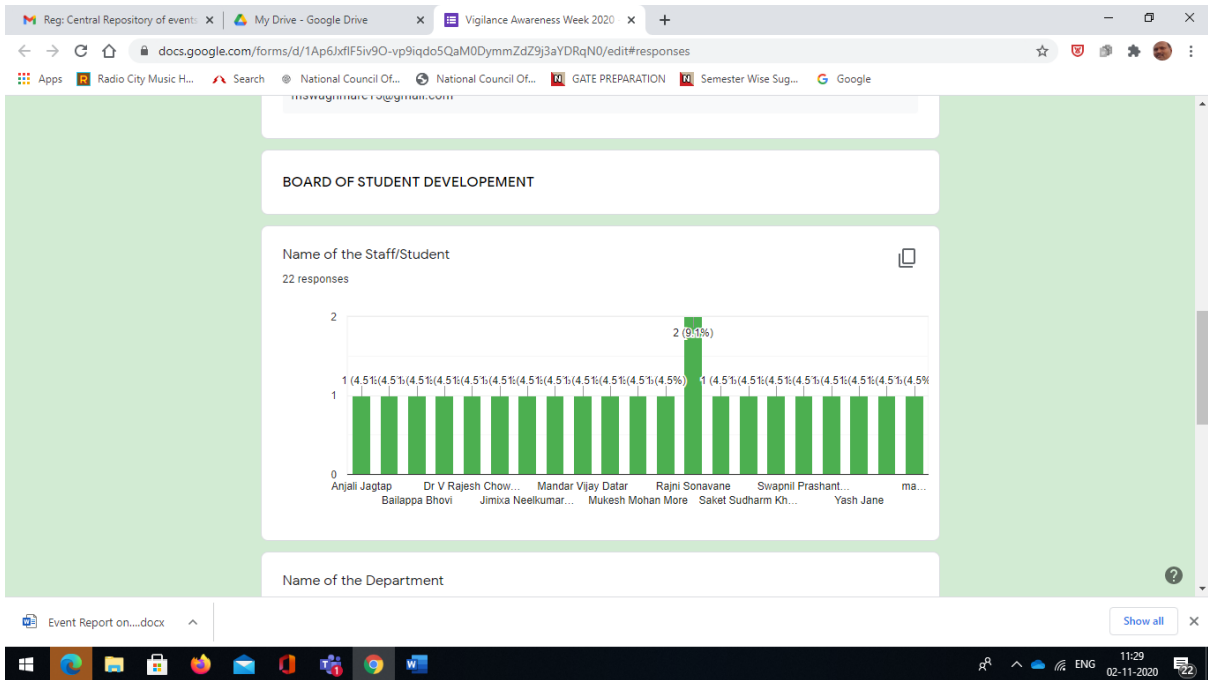 Reg: Central Repository of events
My Drive - Google Drive
Vigilance Awareness Week 2020
docs.google.com/forms/d/1Ap6JxflF5iv9O-vp9iqdo5QaM0DymmZdZ9j3aYDRqN0/edit#responses
Apps Radio City Music H... Search National Council Of... National Council Of... GATE PREPARATION Semester Wise Sug... Google
BOARD OF STUDENT DEVELOPEMENT
Name of the Staff/Student
22 responses
2
2 (9.1%)
1
0
Anjali Jagtap Dr V Rajesh Chow... Mandar Vijay Datar Rajni Sonavane Swapnil Prashant... ma...
Bailappa Bhovi Jimixa Neelkumar... Mukesh Mohan More Saket Sudharm Kh... Yash Jane
Name of the Department
Event Report on....docx
Show all
ENG
11:29
02-11-2020
22